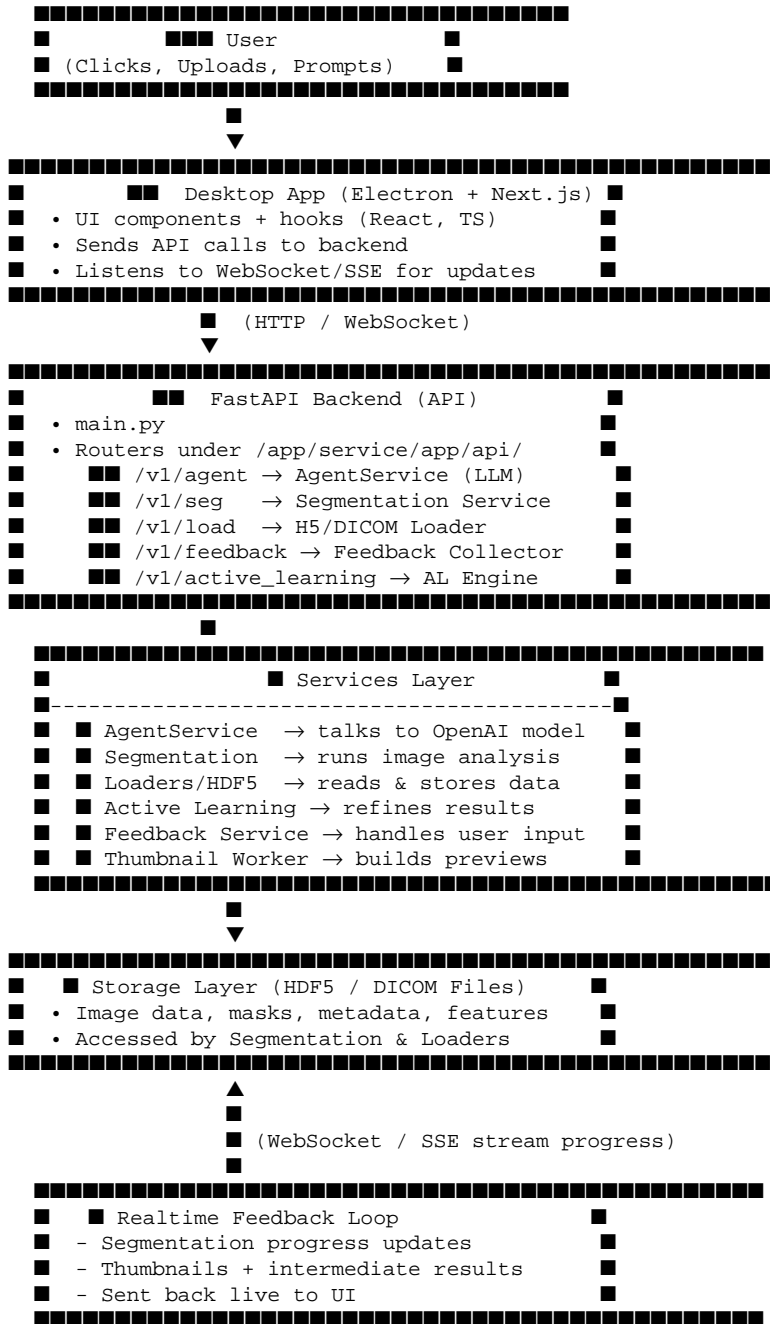 User
(Clicks, Uploads, Prompts)
Desktop App (Electron + Next.js)
• UI components + hooks (React, TS)
• Sends API calls to backend
• Listens to WebSocket/SSE for updates
(HTTP / WebSocket)
FastAPI Backend (API)
• main.py
• Routers under /app/service/app/api/
/v1/agent → AgentService (LLM)
/v1/seg → Segmentation Service
/v1/load → H5/DICOM Loader
/v1/feedback → Feedback Collector
/v1/active_learning → AL Engine
Services Layer
--------------------------------------------
AgentService → talks to OpenAI model
Segmentation → runs image analysis
Loaders/HDF5 → reads & stores data
Active Learning → refines results
Feedback Service → handles user input
Thumbnail Worker → builds previews
Storage Layer (HDF5 / DICOM Files)
• Image data, masks, metadata, features
• Accessed by Segmentation & Loaders
(WebSocket / SSE stream progress)
Realtime Feedback Loop
- Segmentation progress updates
- Thumbnails + intermediate results
- Sent back live to UI